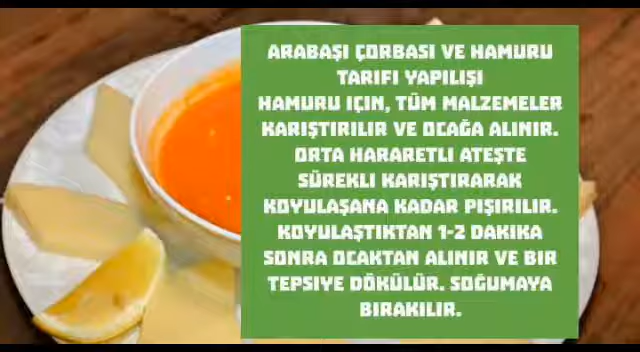 ARABAŞI ÇORBASI VE HAMURU
TARIFI YAPILIŞI
HAMURU IÇIN, TÜM MALZEMELER
KARIŞTIRILIR VE OCAĞA ALINIR.
ORTA HARARETLI ATEŞTE
SÜREKLI KARIŞTIRARAK
KOYULAŞANA KADAR PIŞIRILIR.
KOYULAŞTIKTAN 1-2 DAKIKA
SONRA OCAKTAN ALINIR VE BIR
TEPSIYE DÖKÜLÜR. SOĞUMAYA
BIRAKILIR.